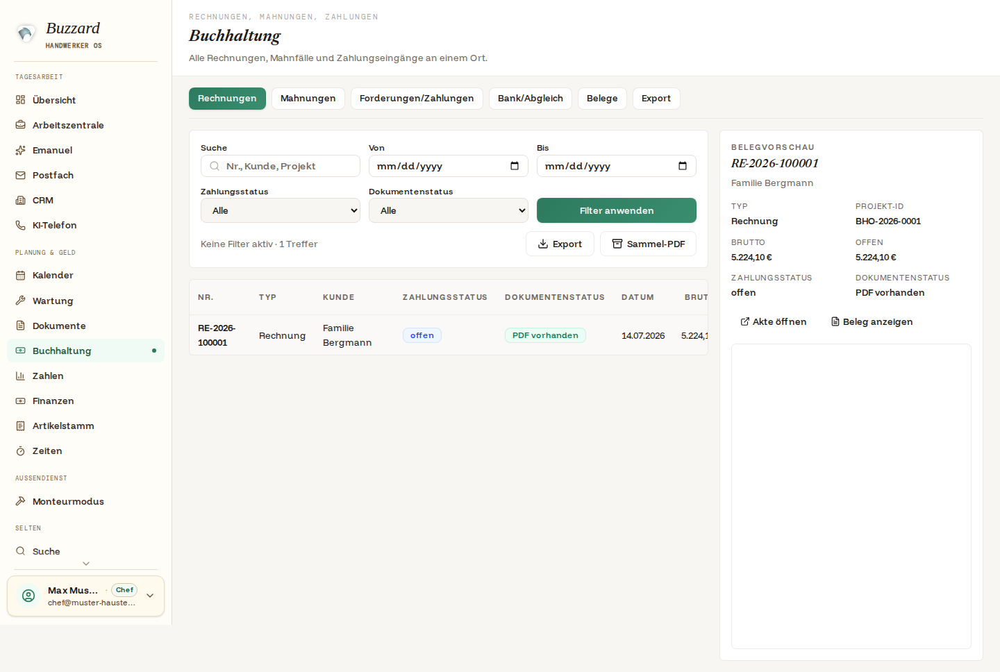 Buzzard
HANDWERKER OS
TAGESARBEIT
Übersicht
Arbeitszentrale
Emanuel
Postfach
CRM
KI-Telefon
PLANUNG & GELD
Kalender
Wartung
Dokumente
Buchhaltung
Zahlen
Finanzen
Artikelstamm
Zeiten
AUSSENDIENST
Monteurmodus
SELTEN
Suche
Max Mus… · Chef
chef@muster-hauste…
RECHNUNGEN, MAHNUNGEN, ZAHLUNGEN
Buchhaltung
Alle Rechnungen, Mahnfälle und Zahlungseingänge an einem Ort.
Rechnungen Mahnungen Forderungen/Zahlungen Bank/Abgleich Belege Export
Suche Von Bis
Nr., Kunde, Projekt mm/dd/yyyy mm/dd/yyyy
Zahlungsstatus Dokumentenstatus
Alle Alle Filter anwenden
Keine Filter aktiv · 1 Treffer Export Sammel-PDF
NR. TYP KUNDE ZAHLUNGSSTATUS DOKUMENTENSTATUS DATUM BRUT
RE-2026-100001 Rechnung Familie Bergmann offen PDF vorhanden 14.07.2026 5.224,1
BELEGVORSCHAU
RE-2026-100001
Familie Bergmann
TYP PROJEKT-ID
Rechnung BHO-2026-0001
BRUTTO OFFEN
5.224,10 € 5.224,10 €
ZAHLUNGSSTATUS DOKUMENTENSTATUS
offen PDF vorhanden
Akte öffnen Beleg anzeigen